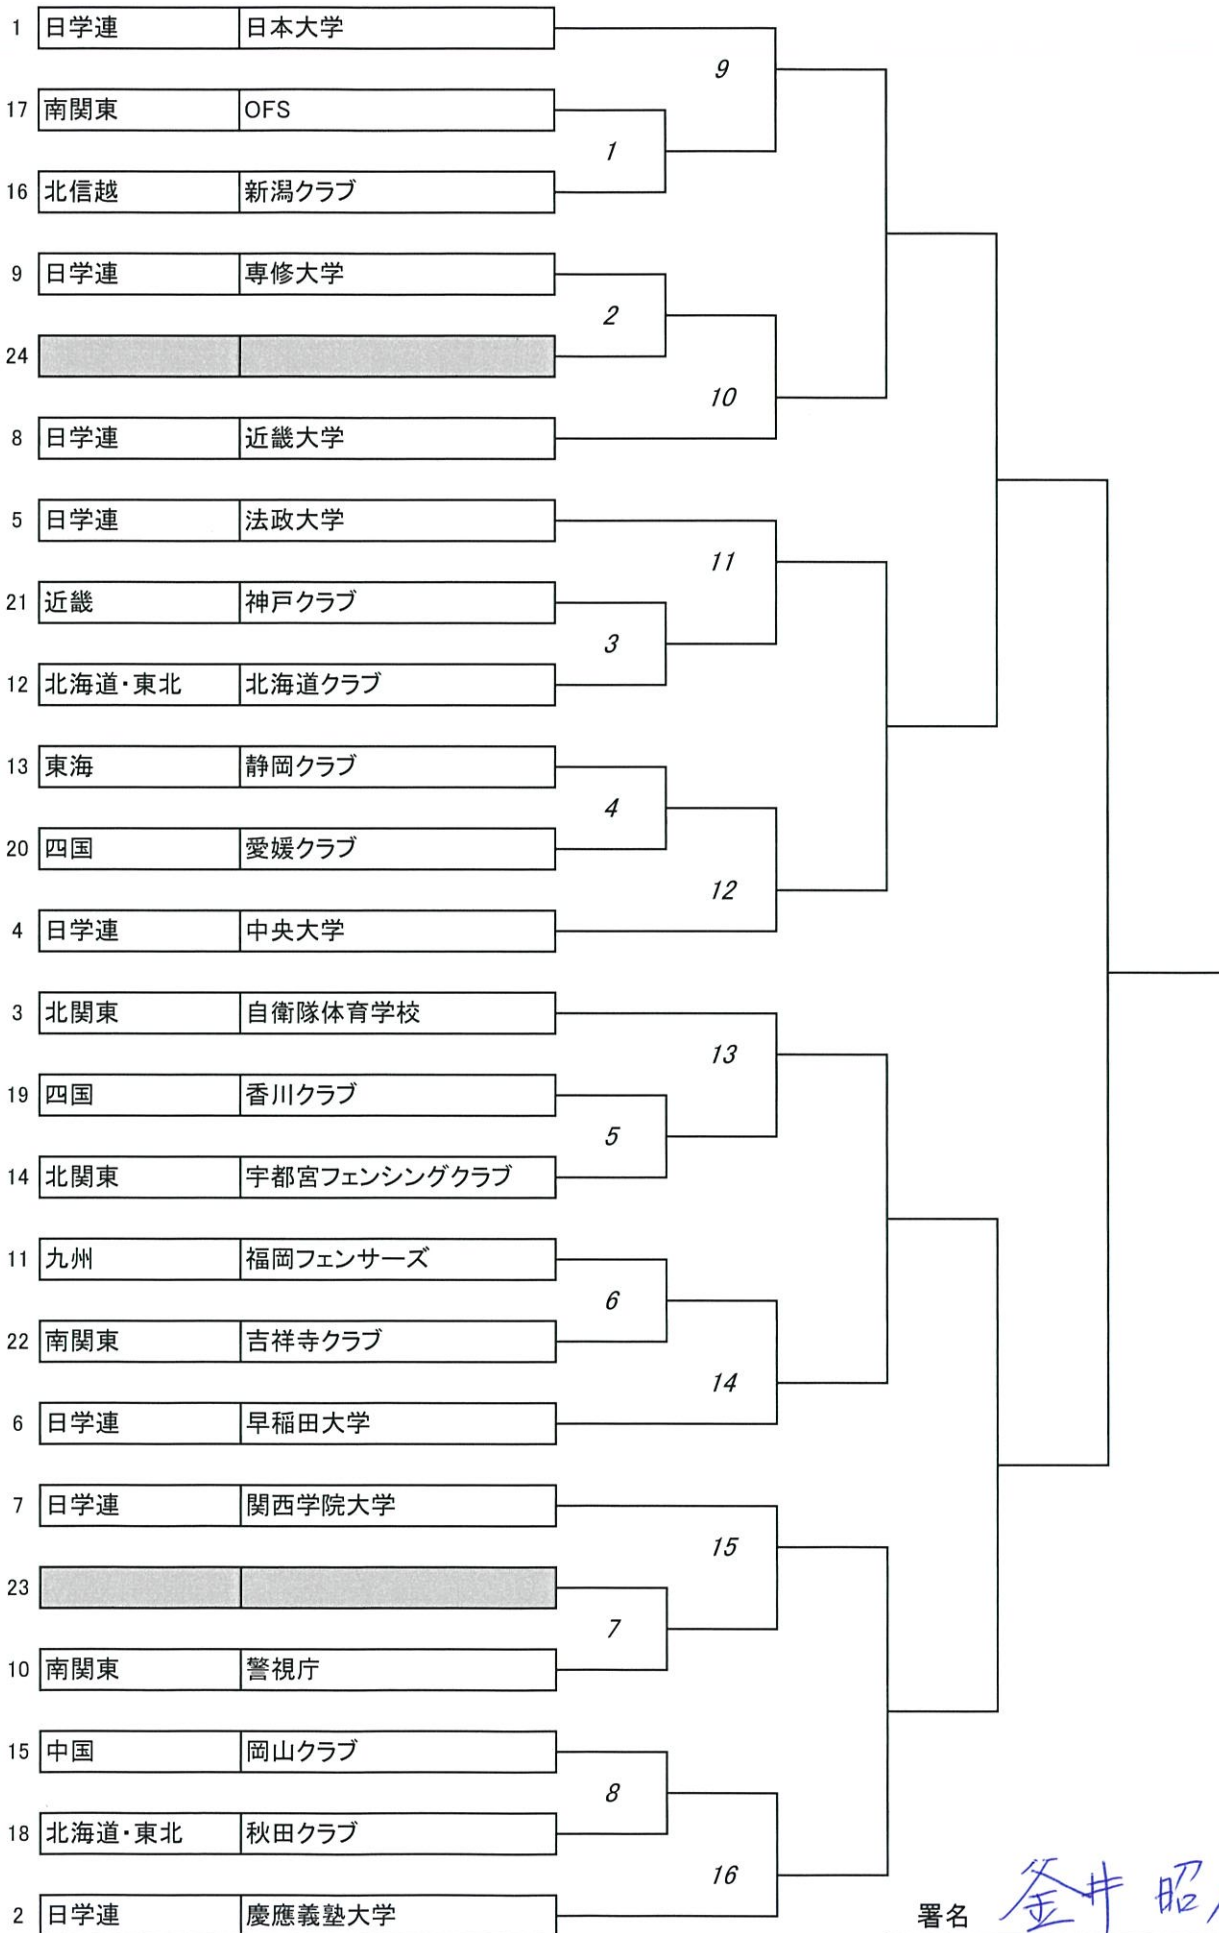 1 日学連 日本大学
9
17 南関東 OFS
1
16 北信越 新潟クラブ
9 日学連 専修大学
2
24
10
8 日学連 近畿大学
5 日学連 法政大学
11
21 近畿 神戸クラブ
3
12 北海道・東北 北海道クラブ
13 東海 静岡クラブ
4
20 四国 愛媛クラブ
12
4 日学連 中央大学
3 北関東 自衛隊体育学校
13
19 四国 香川クラブ
5
14 北関東 宇都宮フェンシングクラブ
11 九州 福岡フェンサーズ
6
22 南関東 吉祥寺クラブ
14
6 日学連 早稲田大学
7 日学連 関西学院大学
15
23
7
10 南関東 警視庁
15 中国 岡山クラブ
8
18 北海道・東北 秋田クラブ
16
2 日学連 慶應義塾大学
署名 釜井 昭